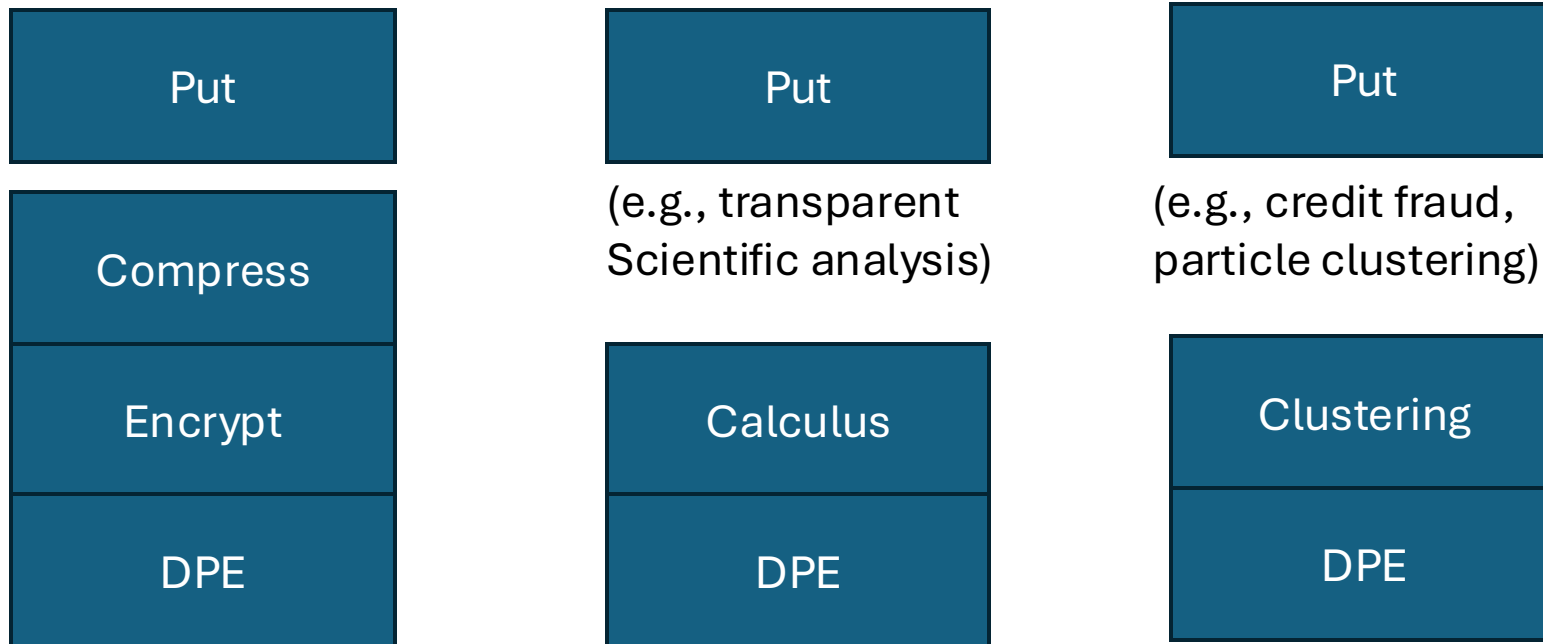 Put
Compress
Encrypt
DPE
Put
(e.g., transparent
Scientific analysis)
Calculus
DPE
Put
(e.g., credit fraud,
particle clustering)
Clustering
DPE